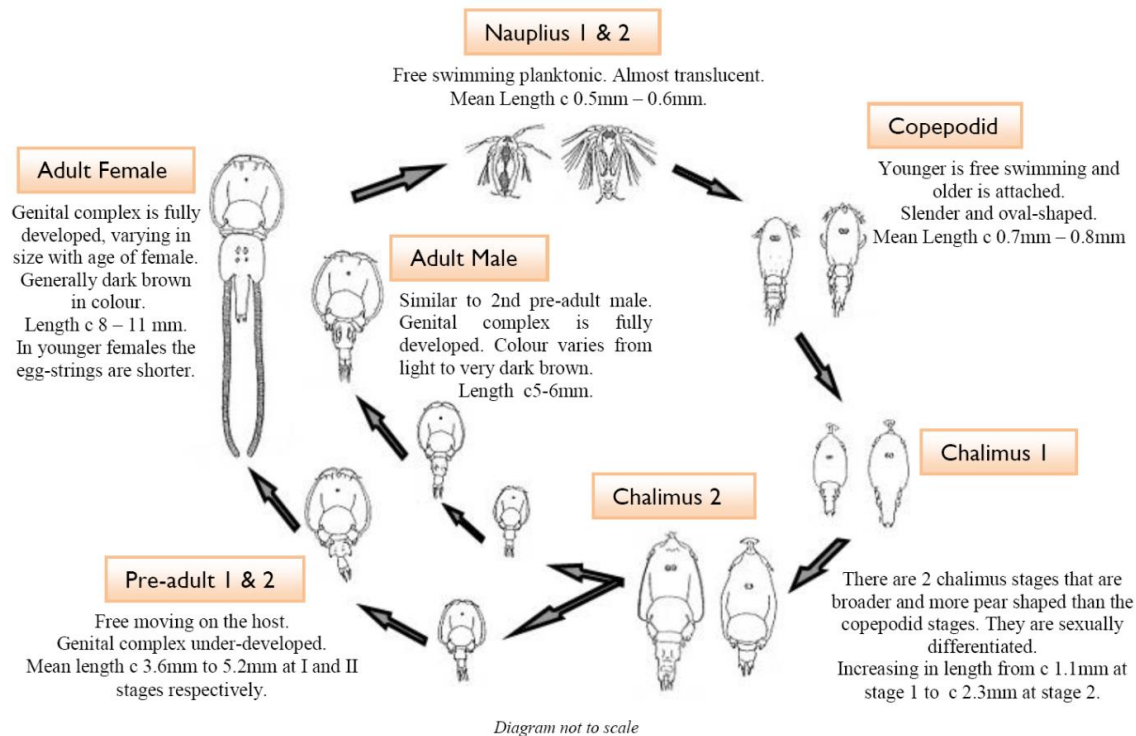 Nauplius 1 & 2
Free swimming planktonic. Almost translucent.
Mean Length c 0.5mm – 0.6mm.
Copepodid
Younger is free swimming and
older is attached.
Slender and oval-shaped.
Mean Length c 0.7mm – 0.8mm
Adult Female
Genital complex is fully
developed, varying in
size with age of female.
Generally dark brown
in colour.
Length c 8 – 11 mm.
In younger females the
egg-strings are shorter.
Adult Male
Similar to 2nd pre-adult male.
Genital complex is fully
developed. Colour varies from
light to very dark brown.
Length c5-6mm.
Chalimus 1
Chalimus 2
There are 2 chalimus stages that are
broader and more pear shaped than the
copepodid stages. They are sexually
differentiated.
Increasing in length from c 1.1mm at
stage 1 to c 2.3mm at stage 2.
Pre-adult 1 & 2
Free moving on the host.
Genital complex under-developed.
Mean length c 3.6mm to 5.2mm at I and II
stages respectively.
Diagram not to scale